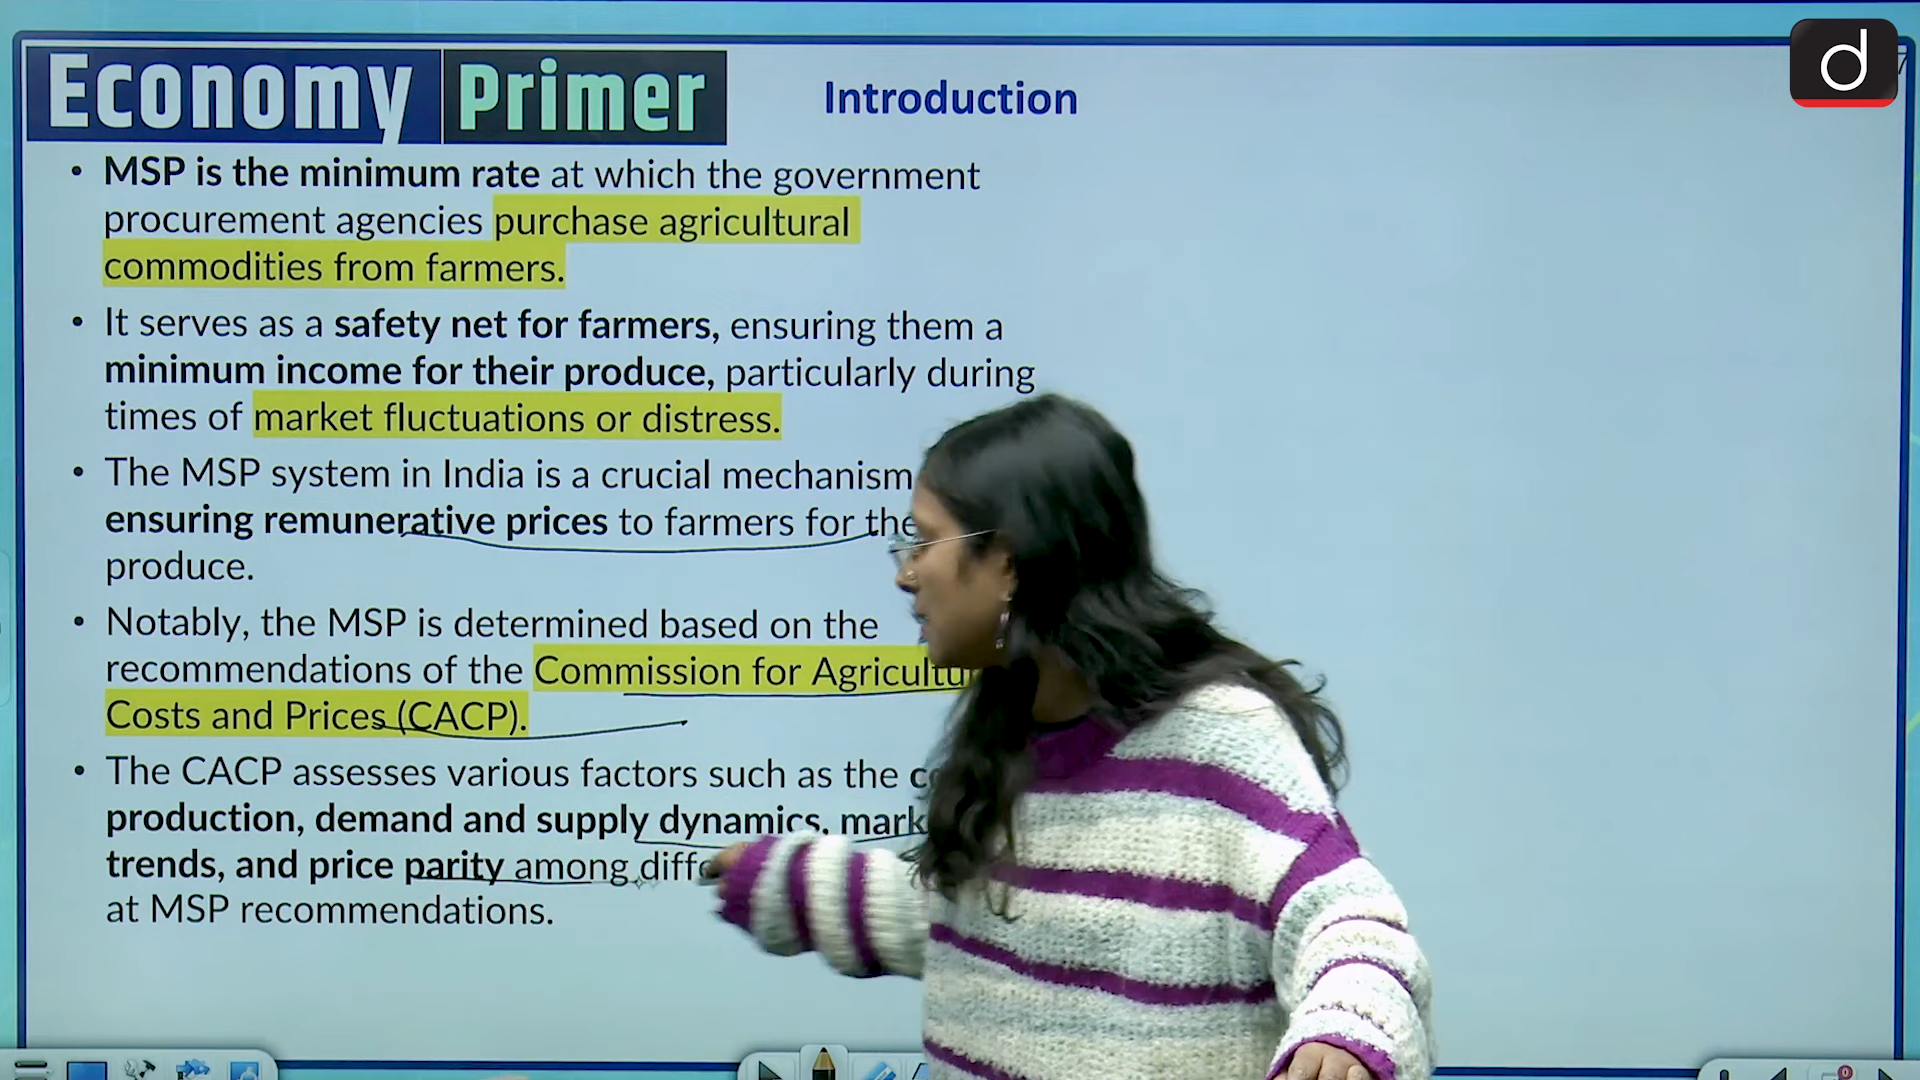 Economy Primer
Introduction
• MSP is the minimum rate at which the government
procurement agencies purchase agricultural
commodities from farmers.
• It serves as a safety net for farmers, ensuring them a
minimum income for their produce, particularly during
times of market fluctuations or distress.
• The MSP system in India is a crucial mechanism
ensuring remunerative prices to farmers for
produce.
• Notably, the MSP is determined based on the
recommendations of the Commission for
Costs and Prices (CACP).
• The CACP assesses various factors such as the
production, demand and supply dynamics,
trends, and price parity among
at MSP recommendations.
d